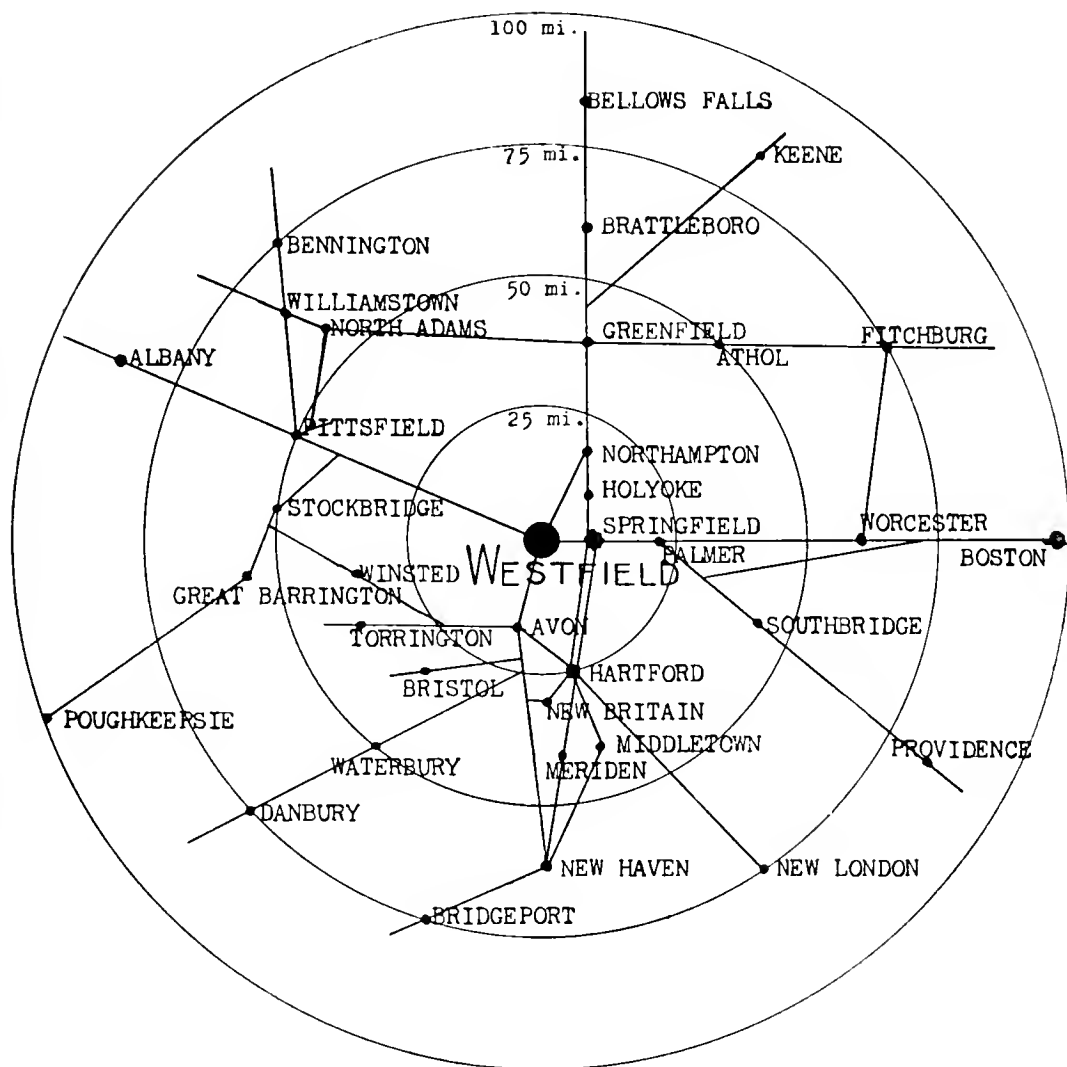 100 mi.
BELLOWS FALLS
75 mi.
KEENE
BRATTLEBORO
BENNINGTON
50 mi.
WILLIAMSTOWN
NORTH ADAMS
GREENFIELD
FITCHBURG
ALBANY
ATHOL
25 mi.
PITTSFIELD
NORTHAMPTON
HOLYOKE
STOCKBRIDGE
SPRINGFIELD
WORCESTER
PALMER
BOSTON
WESTFIELD
WINSTED
GREAT BARRINGTON
TORRINGTON
AVON
SOUTHBRIDGE
HARTFORD
BRISTOL
NEW BRITAIN
POUGHKEERSIE
MIDDLETOWN
PROVIDENCE
WATERBURY
MERIDEN
DANBURY
NEW HAVEN
NEW LONDON
BRIDGEPORT